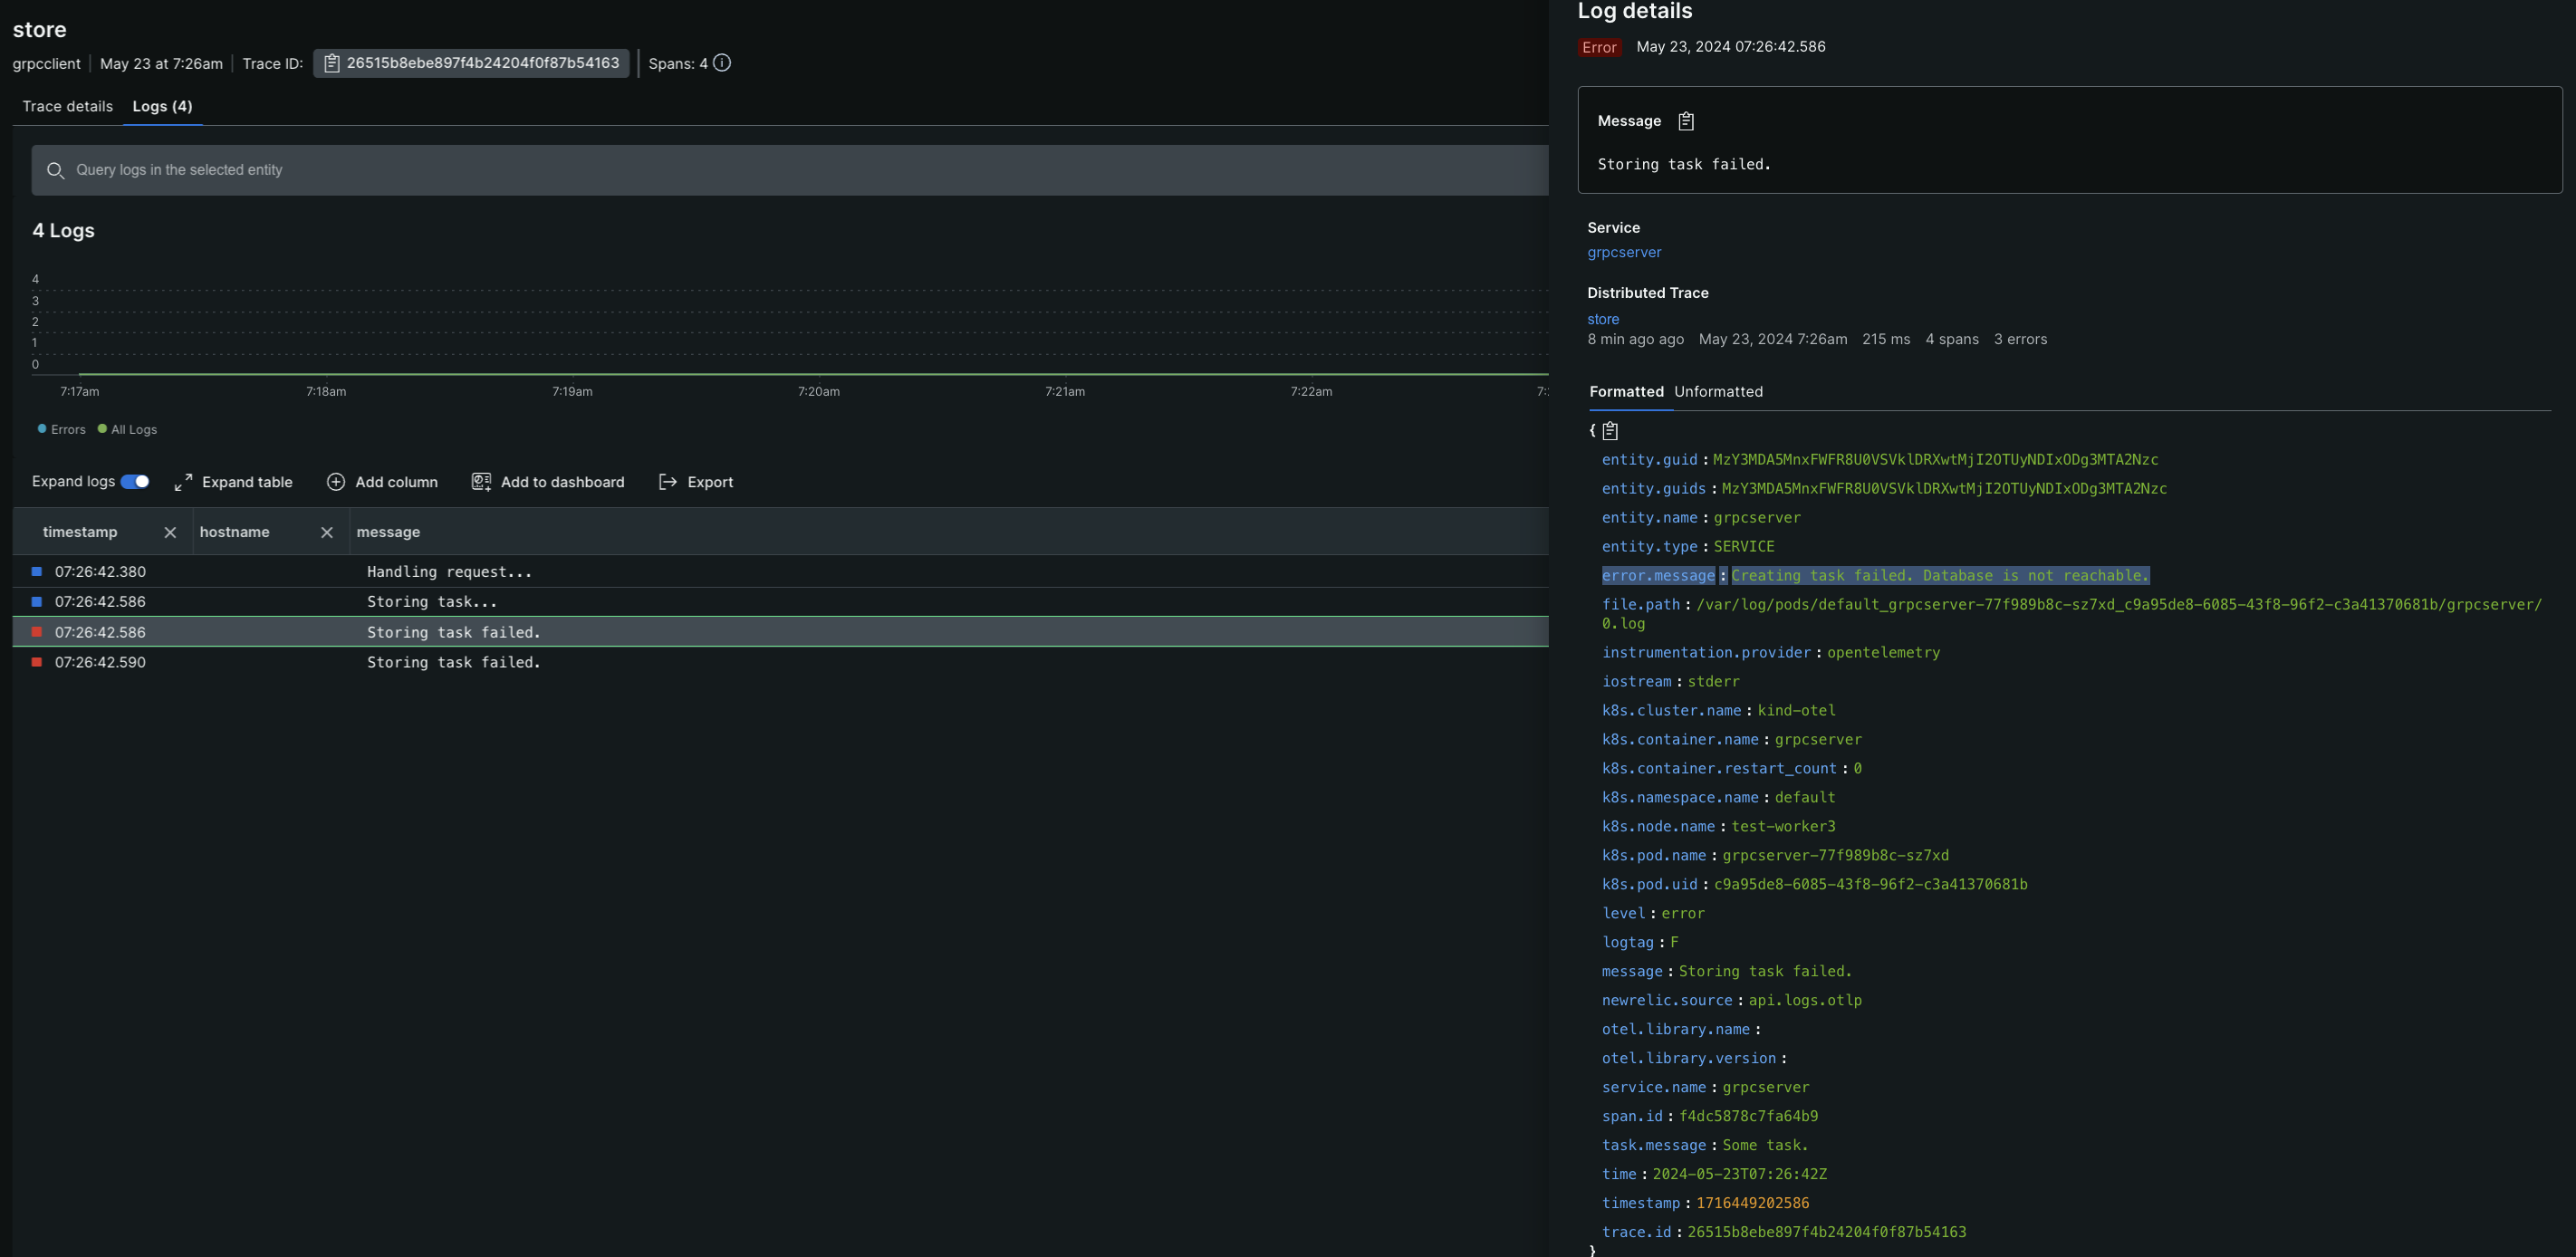 store
grpcclient | May 23 at 7:26am | Trace ID: 26515b8ebe897f4b24204f0f87b54163 | Spans: 4
Trace details Logs (4)
Query logs in the selected entity
4 Logs
4
3
2
1
0
7:17am 7:18am 7:19am 7:20am 7:21am 7:22am 7:
Errors All Logs
Expand logs Expand table Add column Add to dashboard Export
timestamp hostname message
07:26:42.380 Handling request...
07:26:42.586 Storing task...
07:26:42.586 Storing task failed.
07:26:42.590 Storing task failed.
Log details
Error May 23, 2024 07:26:42.586
Message
Storing task failed.
Service
grpcserver
Distributed Trace
store
8 min ago ago May 23, 2024 7:26am 215 ms 4 spans 3 errors
Formatted Unformatted
{
entity.guid : MzY3MDA5MnxFWFR8U0VSVklDRXwtMjI2OTUyNDIxODg3MTA2Nzc
entity.guids : MzY3MDA5MnxFWFR8U0VSVklDRXwtMjI2OTUyNDIxODg3MTA2Nzc
entity.name : grpcserver
entity.type : SERVICE
error.message : Creating task failed. Database is not reachable.
file.path : /var/log/pods/default_grpcserver-77f989b8c-sz7xd_c9a95de8-6085-43f8-96f2-c3a41370681b/grpcserver/
0.log
instrumentation.provider : opentelemetry
iostream : stderr
k8s.cluster.name : kind-otel
k8s.container.name : grpcserver
k8s.container.restart_count : 0
k8s.namespace.name : default
k8s.node.name : test-worker3
k8s.pod.name : grpcserver-77f989b8c-sz7xd
k8s.pod.uid : c9a95de8-6085-43f8-96f2-c3a41370681b
level : error
logtag : F
message : Storing task failed.
newrelic.source : api.logs.otlp
otel.library.name :
otel.library.version :
service.name : grpcserver
span.id : f4dc5878c7fa64b9
task.message : Some task.
time : 2024-05-23T07:26:42Z
timestamp : 1716449202586
trace.id : 26515b8ebe897f4b24204f0f87b54163
}